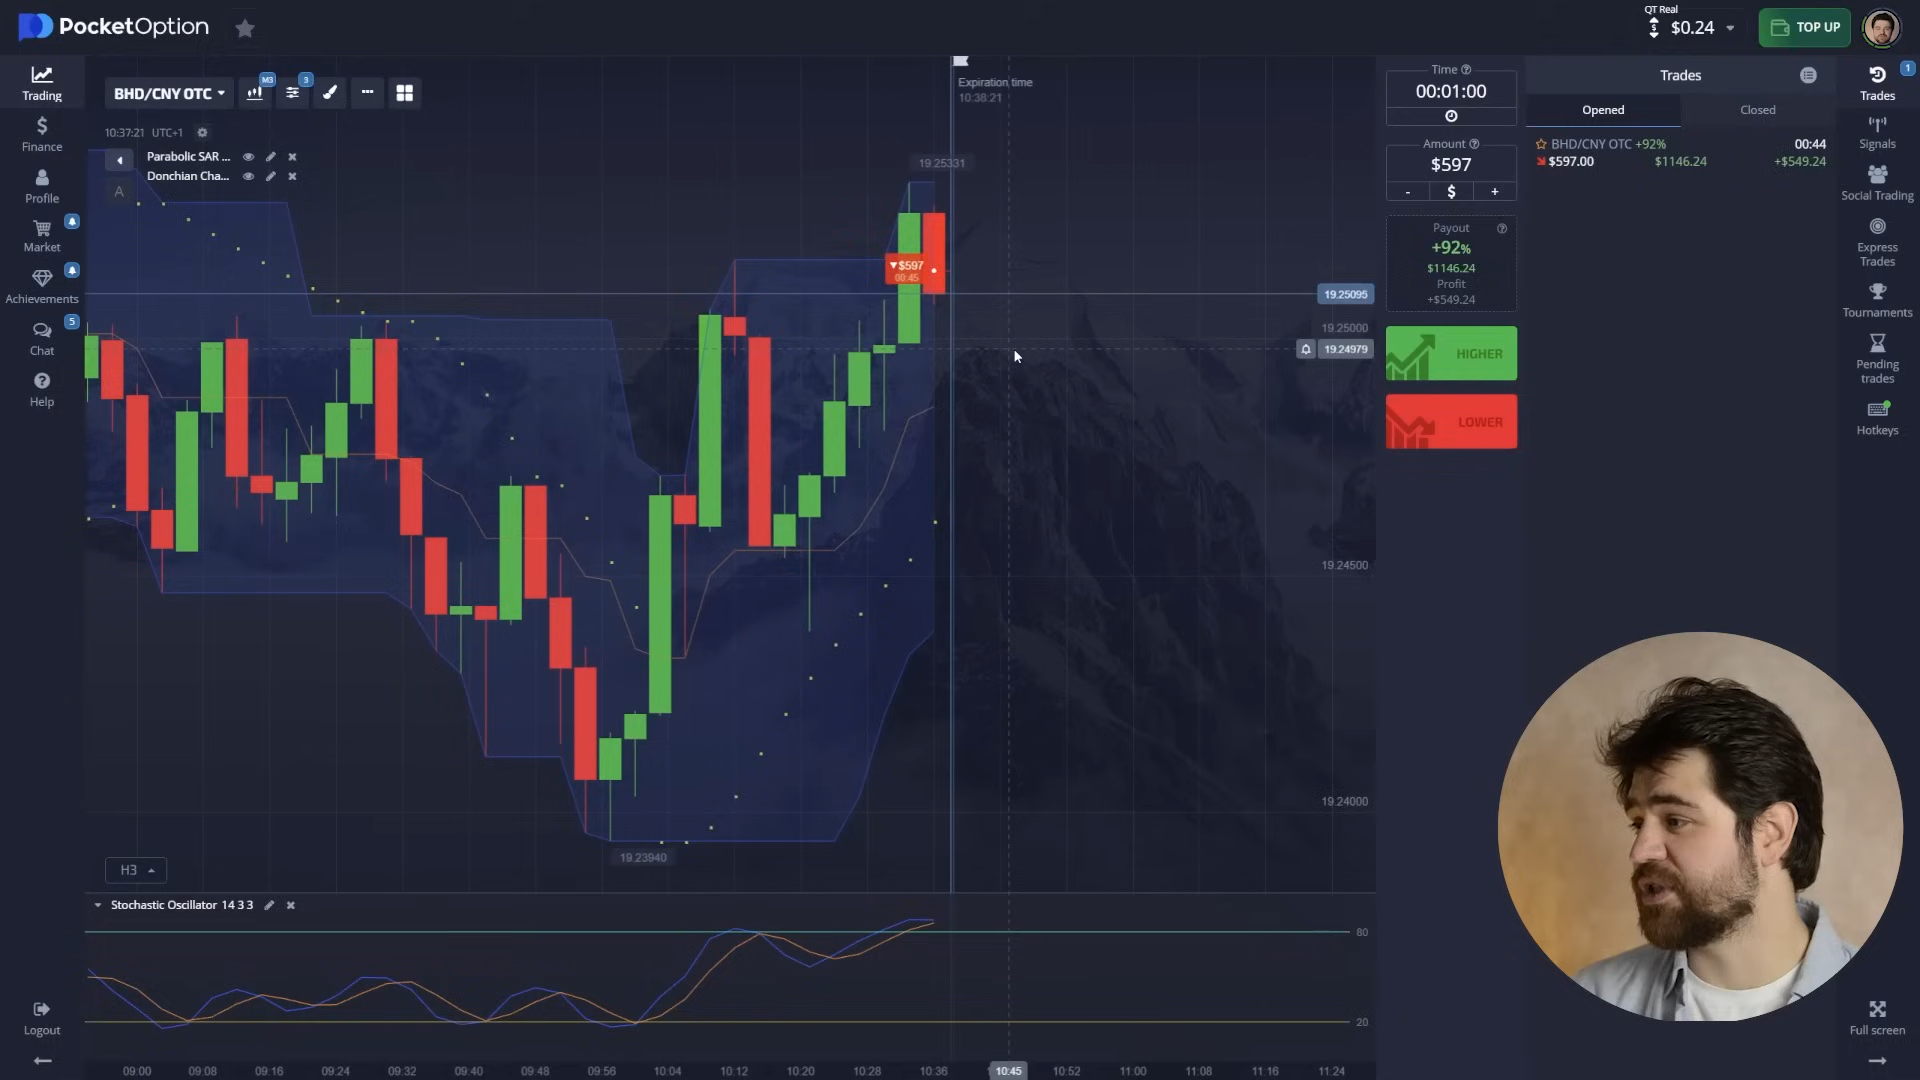 PocketOption
QT Real
$0.24
TOP UP
Trading
Finance
Profile
Market
Achievements
5
Chat
Help
Logout
BHD/CNY OTC
M3
3
10:37:21 UTC+1
Parabolic SAR ...
Donchian Cha...
A
Expiration time
10:38:21
19.25331
$597
00:45
19.25095
19.25000
19.24979
19.24500
19.24000
19.23940
H3
Stochastic Oscillator 14 3 3
80
20
09:00 09:08 09:16 09:24 09:32 09:40 09:48 09:56 10:04 10:12 10:20 10:28 10:36 10:45 10:52 11:00 11:08 11:16 11:24
Time
00:01:00
Amount
$597
- $ +
Payout
+92%
$1146.24
Profit
+$549.24
HIGHER
LOWER
Trades
Opened Closed
BHD/CNY OTC +92% 00:44
$597.00 $1146.24 +$549.24
1
Trades
Signals
Social Trading
Express
Trades
Tournaments
Pending
trades
Hotkeys
Full screen